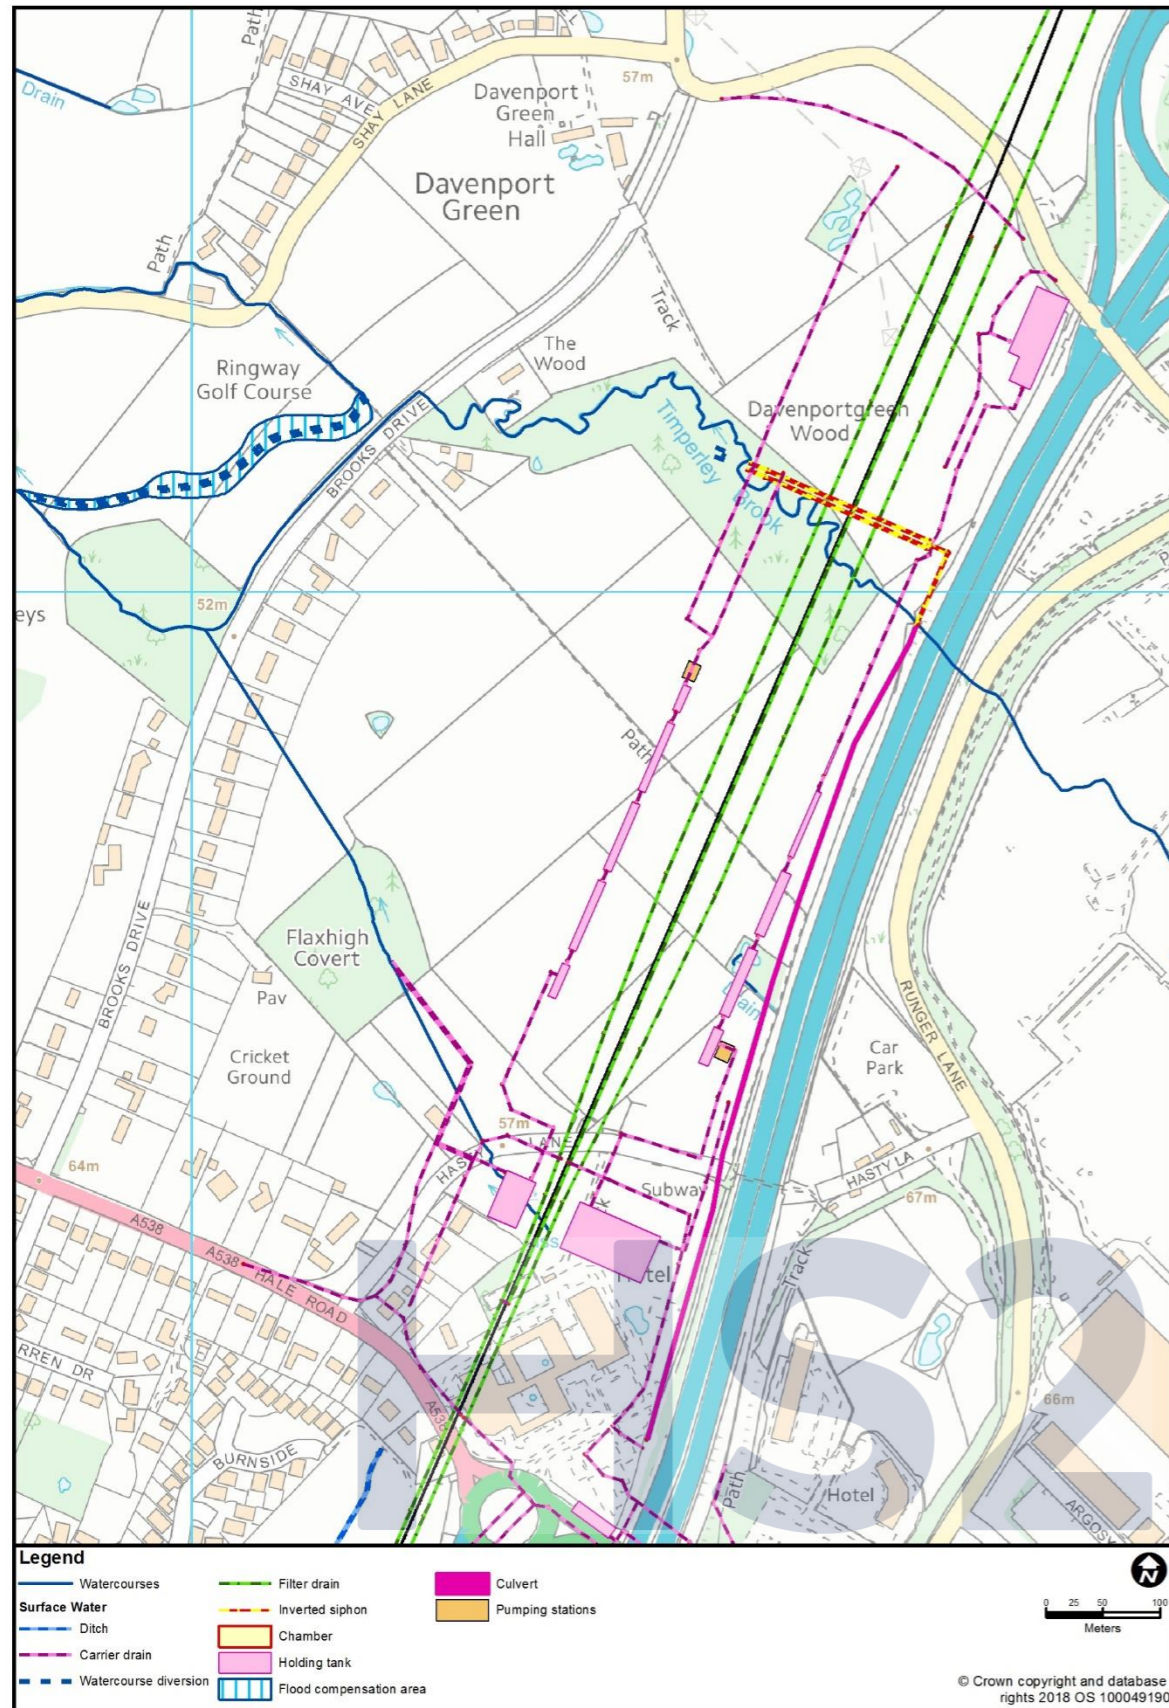 Path
Drain
SHAY AVE
SHAY LANE
57m
Davenport
Green
Hall
Davenport
Green
Path
Track
The
Wood
Ringway
Golf Course
BROOKS DRIVE
Timperley
Brook
Davenportgreen
Wood
52m
eys
Path
Flaxhigh
Covert
BROOKS DRIVE
Pav
Cricket
Ground
Drain
RUNGER LANE
Car
Park
57m
LANE
64m
HASTY LA
Subway
67m
A538
A538
HALE ROAD
Track
Hotel
HS2
RREN DR
A538
66m
BURNSIDE
Path
Hotel
ARGOSY
Legend
Watercourses
Surface Water
Ditch
Carrier drain
Watercourse diversion
Filter drain
Inverted siphon
Chamber
Holding tank
Flood compensation area
Culvert
Pumping stations
N
0 25 50 100
Meters
© Crown copyright and database
rights 2018 OS 100049190